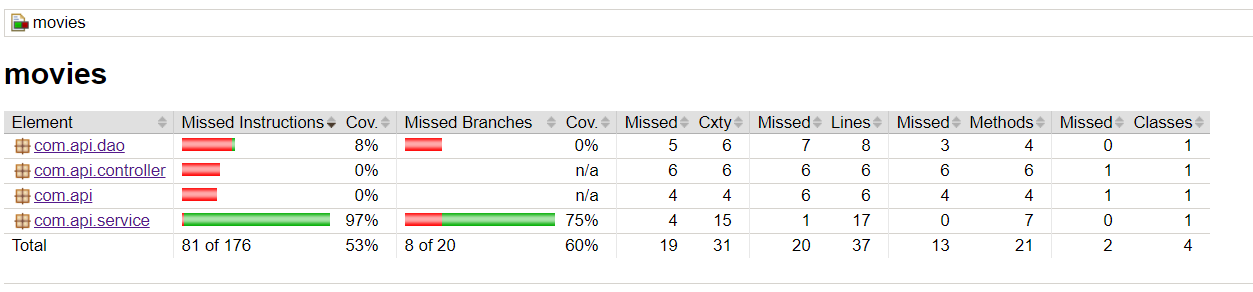 movies
movies
Element Missed Instructions Cov. Missed Branches Cov. Missed Cxty Missed Lines Missed Methods Missed Classes
com.api.dao 8% 0% 5 6 7 8 3 4 0 1
com.api.controller 0% n/a 6 6 6 6 6 6 1 1
com.api 0% n/a 4 4 6 6 4 4 1 1
com.api.service 97% 75% 4 15 1 17 0 7 0 1
Total 81 of 176 53% 8 of 20 60% 19 31 20 37 13 21 2 4